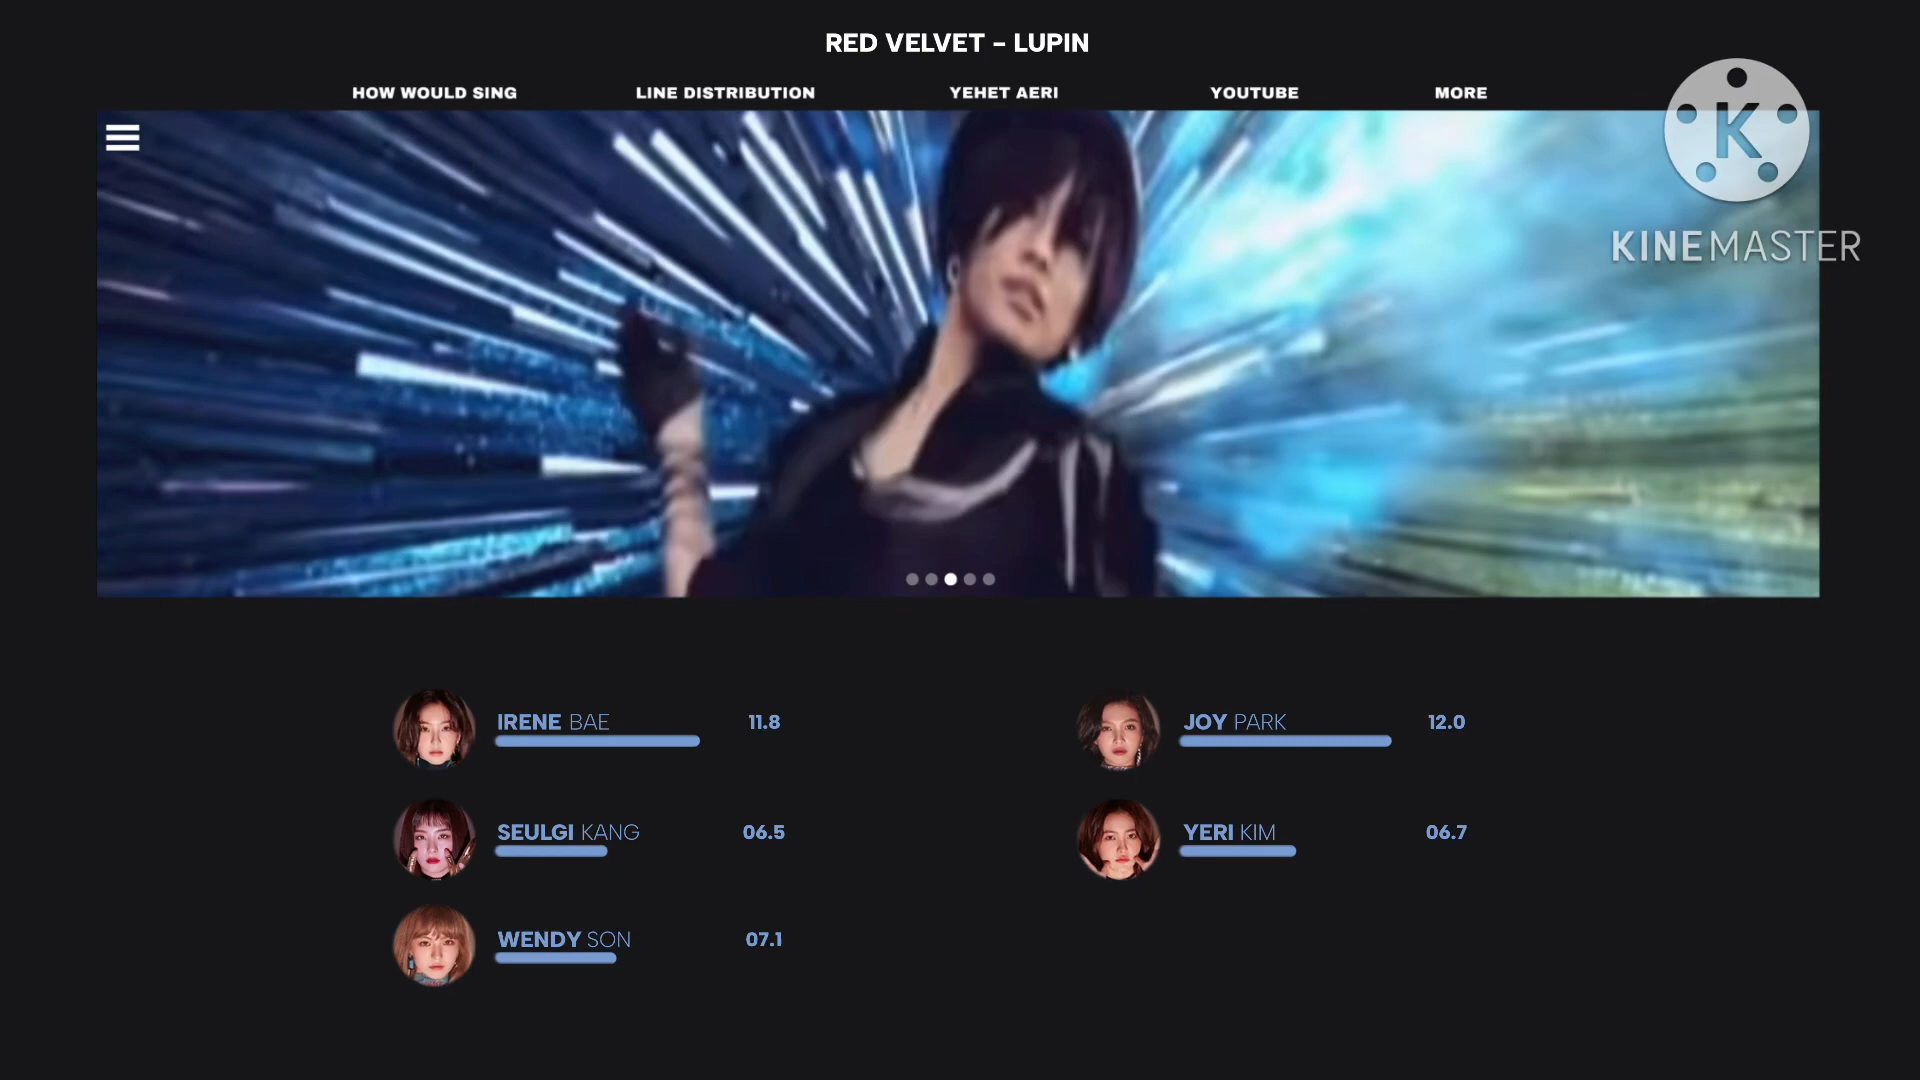 RED VELVET - LUPIN
HOW WOULD SING
LINE DISTRIBUTION
YEHET AERI
YOUTUBE
MORE
K
KINEMASTER
IRENE BAE 11.8
JOY PARK 12.0
SEULGI KANG 06.5
YERI KIM 06.7
WENDY SON 07.1